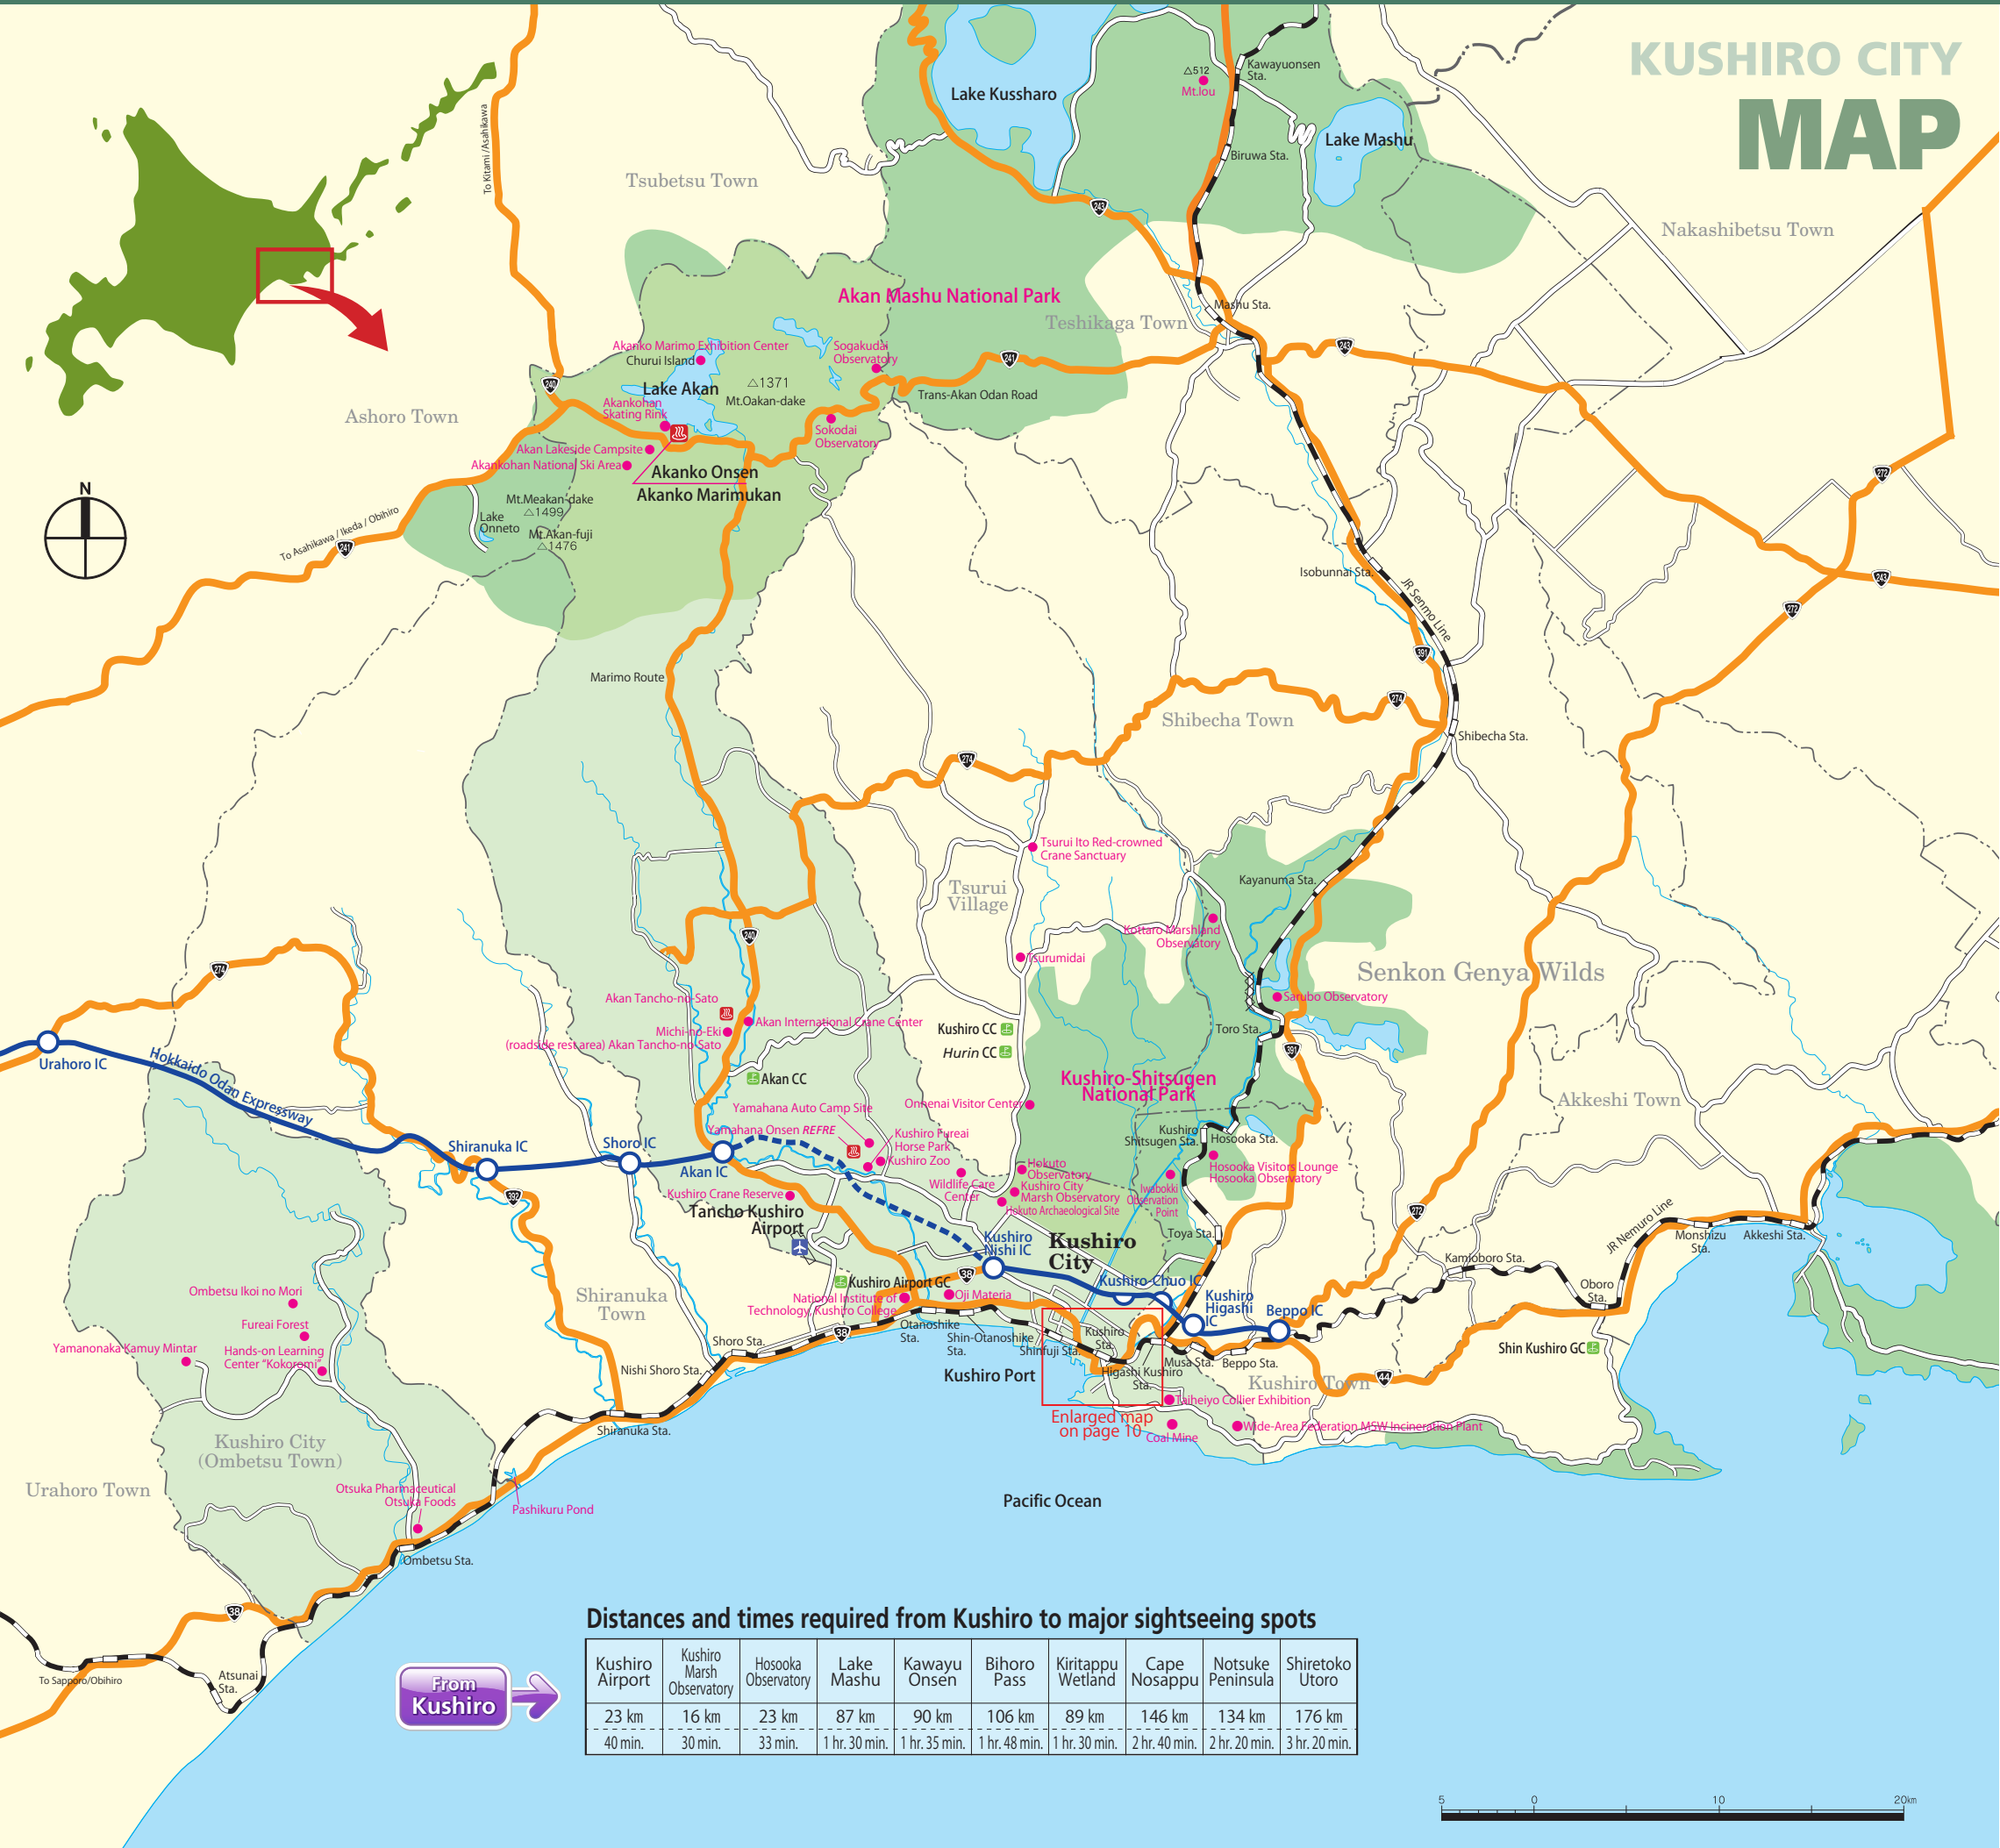 KUSHIRO CITY
MAP
To Kitami /Asahikawa
Lake Kussharo
△512
Mt.Iou
Kawayuonsen
Sta.
Lake Mashu
Biruwa Sta.
Tsubetsu Town
243
Nakashibetsu Town
Akan Mashu National Park
Mashu Sta.
Teshikaga Town
Akanko Marimo Exhibition Center
Churui Island
Sogakudai
Observatory
241
243
240
Lake Akan
△1371
Mt.Oakan-dake
Trans-Akan Odan Road
Ashoro Town
Akankohan
Skating Rink
Sokodai
Observatory
Akan Lakeside Campsite
Akankohan National Ski Area
Akanko Onsen
Akanko Marimukan
272
N
Mt.Meakan-dake
△1499
Lake
Onneto
Mt.Akan-fuji
△1476
To Asahikawa / Ikeda / Obihiro
241
Isobunnai Sta.
JR Senmo Line
243
272
391
Marimo Route
274
Shibecha Town
Shibecha Sta.
274
Tsurui Ito Red-crowned
Crane Sanctuary
Kayanuma Sta.
Tsurui
Village
Kottaro Marshland
Observatory
240
Tsurumidai
274
Senkon Genya Wilds
Sarubo Observatory
Akan Tancho-no-Sato
Akan International Crane Center
Michi-no-Eki
(roadside rest area) Akan Tancho-no-Sato
Kushiro CC
Hurin CC
Toro Sta.
391
Urahoro IC
Hokkaido Odan Expressway
Akan CC
Kushiro-Shitsugen
National Park
Akkeshi Town
Onnenai Visitor Center
Yamahana Auto Camp Site
Yamahana Onsen REFRE
Kushiro Fureai
Horse Park
Kushiro Zoo
Kushiro
Shitsugen Sta.
Hosooka Sta.
Shiranuka IC
Shoro IC
Akan IC
Hosooka Visitors Lounge
Hosooka Observatory
Wildlife Care
Center
Hokuto
Observatory
Kushiro City
Marsh Observatory
Hokuto Archaeological Site
Iwabokki
Observation
Point
392
Kushiro Crane Reserve
Tancho Kushiro
Airport
272
Toya Sta.
JR Nemuro Line
Monshizu
Sta.
Akkeshi Sta.
Kushiro
Nishi IC
Kushiro
City
Kamioboro Sta.
Kushiro Airport GC
38
Kushiro-Chuo IC
Oboro
Sta.
Ombetsu Ikoi no Mori
Shiranuka
Town
National Institute of
Technology, Kushiro College
Oji Materia
Kushiro
Higashi
IC
Beppo IC
Fureai Forest
Shoro Sta.
38
Otanoshike
Sta.
Shin-Otanoshike
Sta.
Shinfuji Sta.
Kushiro
Sta.
Yamanonaka Kamuy Mintar
Hands-on Learning
Center “Kokoromi”
Nishi Shoro Sta.
Kushiro Port
Higashi Kushiro
Sta.
Musa Sta.
Beppo Sta.
Shin Kushiro GC
Kushiro Town
44
Taiheiyo Collier Exhibition
Enlarged map
on page 10
Coal Mine
Wide-Area Federation MSW Incineration Plant
Shiranuka Sta.
Kushiro City
(Ombetsu Town)
Urahoro Town
Otsuka Pharmaceutical
Otsuka Foods
Pashikuru Pond
Pacific Ocean
Ombetsu Sta.
38
To Sapporo/Obihiro
Atsunai
Sta.
Distances and times required from Kushiro to major sightseeing spots
From
Kushiro
Kushiro Airport
Kushiro Marsh Observatory
Hosooka Observatory
Lake Mashu
Kawayu Onsen
Bihoro Pass
Kiritappu Wetland
Cape Nosappu
Notsuke Peninsula
Shiretoko Utoro
23 km 16 km 23 km 87 km 90 km 106 km 89 km 146 km 134 km 176 km
40 min. 30 min. 33 min. 1 hr. 30 min. 1 hr. 35 min. 1 hr. 48 min. 1 hr. 30 min. 2 hr. 40 min. 2 hr. 20 min. 3 hr. 20 min.
5 0 10 20km